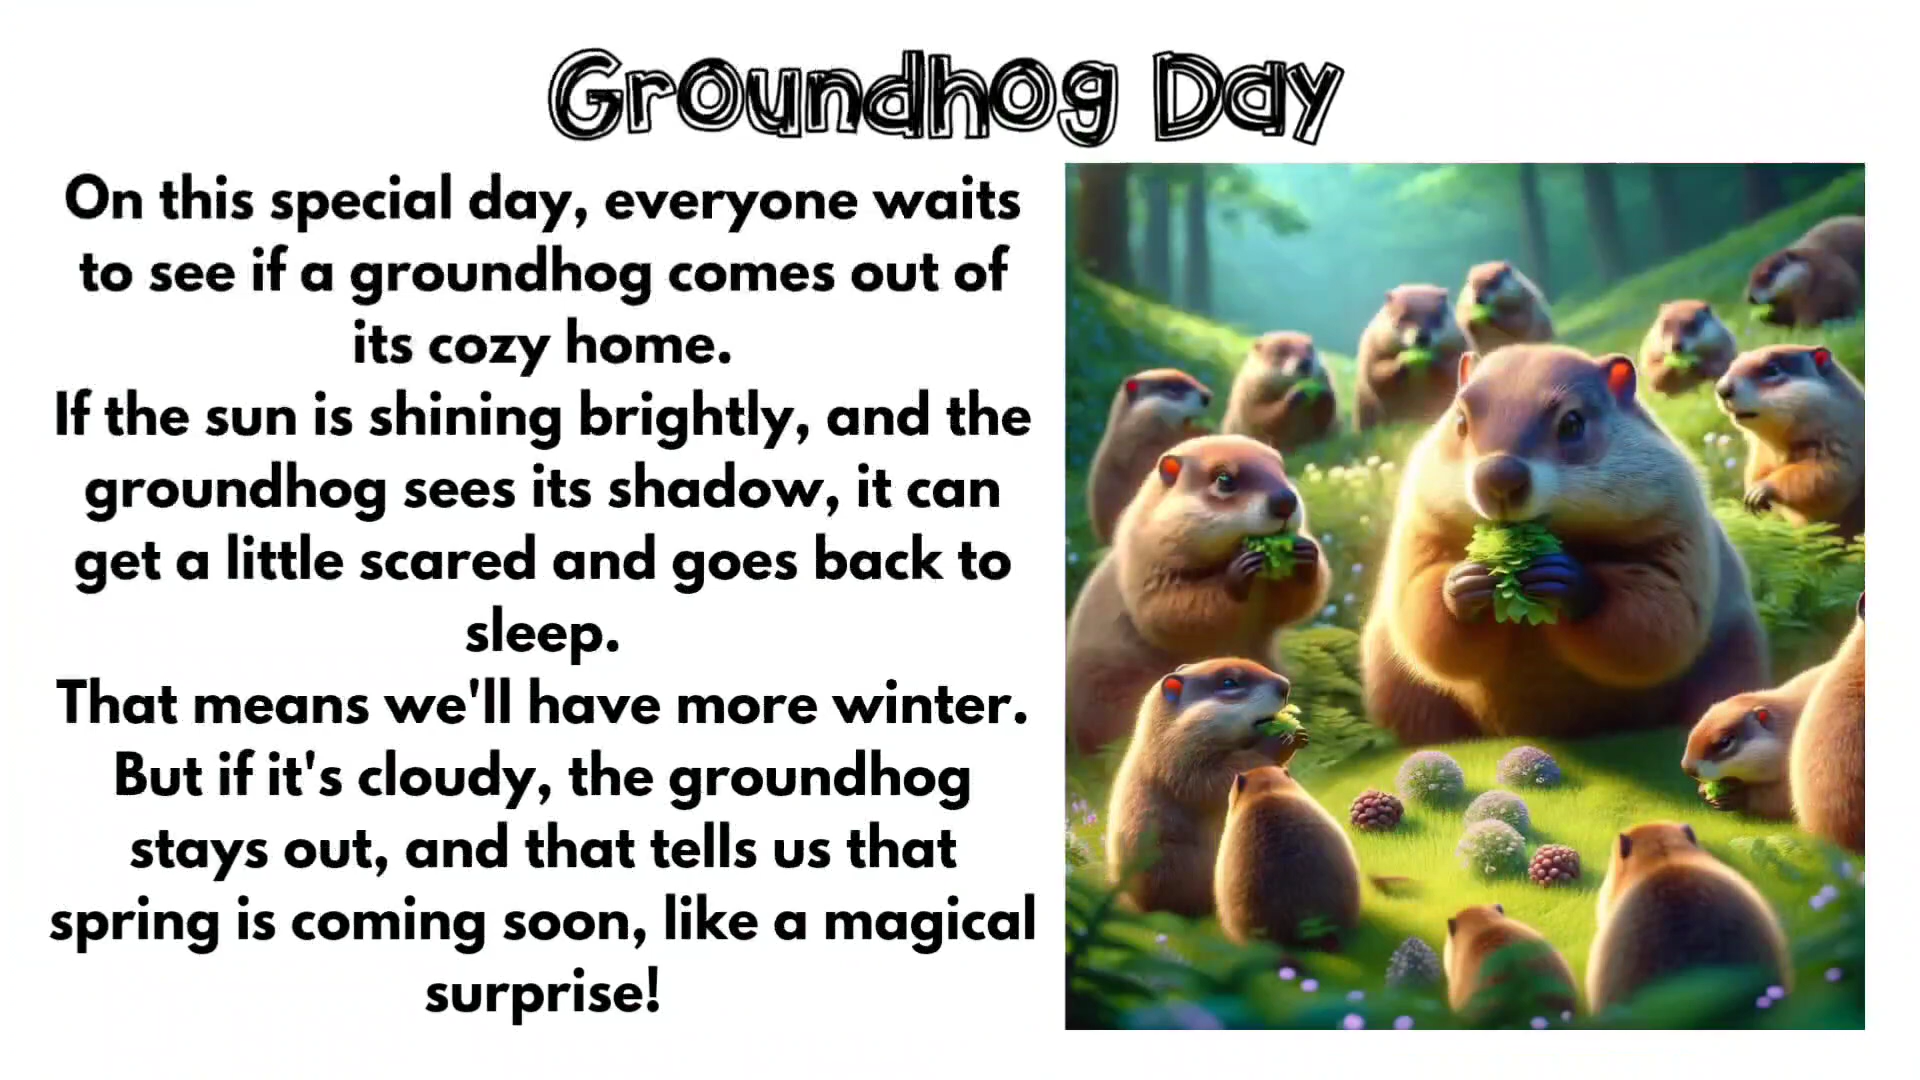 Groundhog Day
On this special day, everyone waits
to see if a groundhog comes out of
its cozy home.
If the sun is shining brightly, and the
groundhog sees its shadow, it can
get a little scared and goes back to
sleep.
That means we'll have more winter.
But if it's cloudy, the groundhog
stays out, and that tells us that
spring is coming soon, like a magical
surprise!